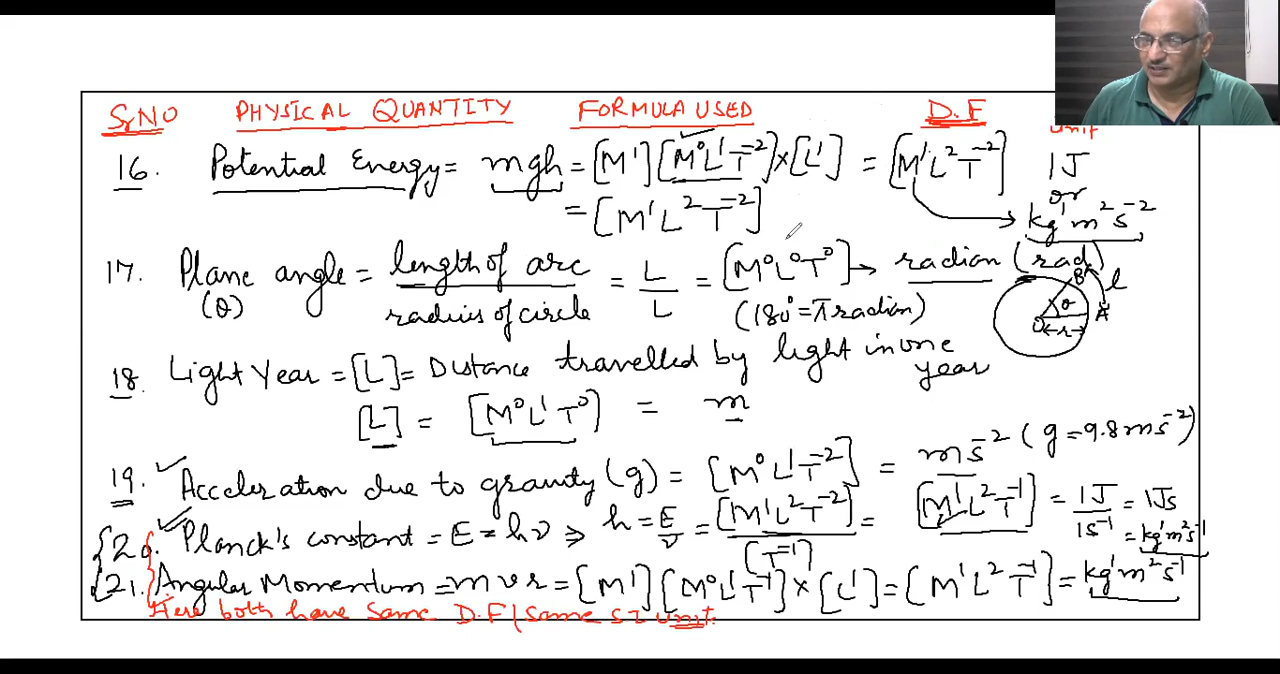 Sr NO PHYSICAL QUANTITY FORMULA USED D.F unit
16. Potential Energy = mgh = [M¹] [M⁰L¹T⁻²] × [L¹] = [M¹L²T⁻²] 1J
or
= [M¹L²T⁻²] kg¹m²s⁻²
17. Plane angle = length of arc / radius of circle = L / L = [M⁰L⁰T⁰] → radian (rad)
(θ) (180° = π radian)
B l θ O r A
18. Light Year = [L] = Distance travelled by light in one year
[L] = [M⁰L¹T⁰] = m
19. Acceleration due to gravity (g) = [M⁰L¹T⁻²] = ms⁻² (g = 9.8ms⁻²)
20. Planck's constant = E = hν ⇒ h = E/ν = [M¹L²T⁻²] / [T⁻¹] = [M¹L²T⁻¹] = 1J / 1s⁻¹ = 1Js
= kg¹m²s⁻¹
21. Angular Momentum = mvr = [M¹] [M⁰L¹T⁻¹] × [L¹] = [M¹L²T⁻¹] = kg¹m²s⁻¹
Here both have Same D.F / Same SI unit.